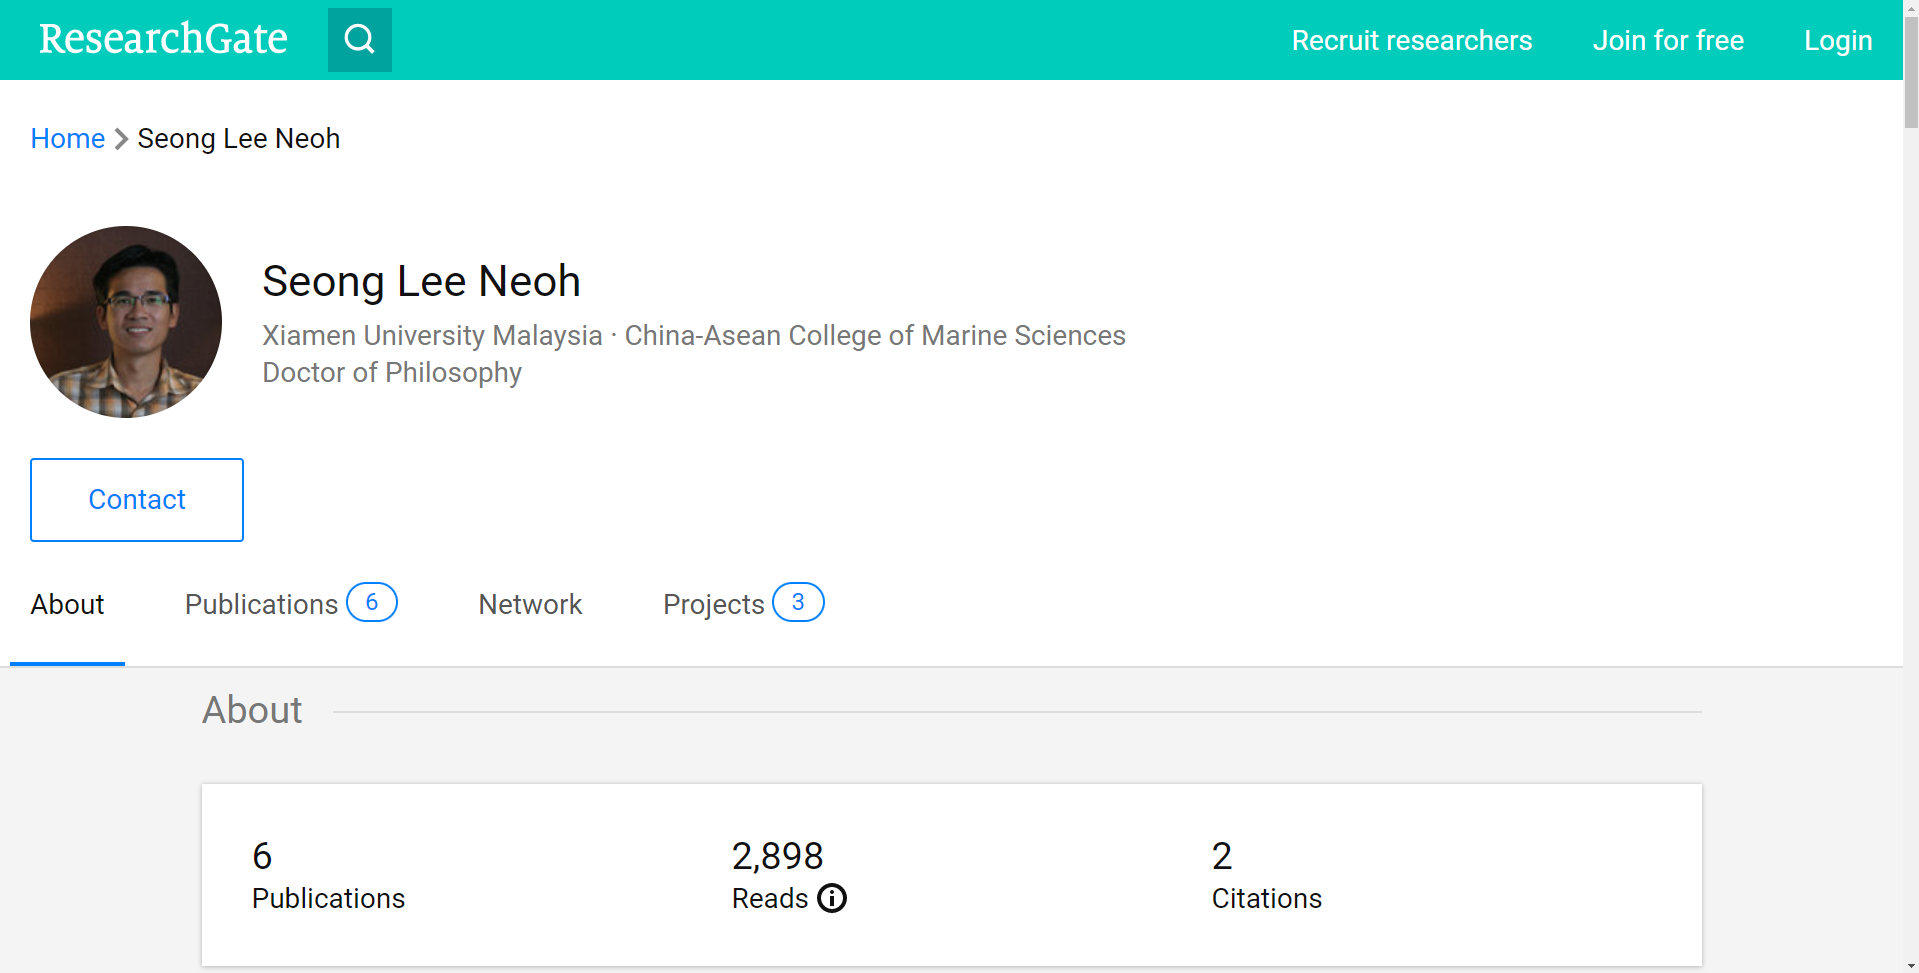 ResearchGate
Recruit researchers
Join for free
Login
Home
Seong Lee Neoh
Seong Lee Neoh
Xiamen University Malaysia · China-Asean College of Marine Sciences
Doctor of Philosophy
Contact
About
Publications 6
Network
Projects 3
About
6
Publications
2,898
Reads
2
Citations